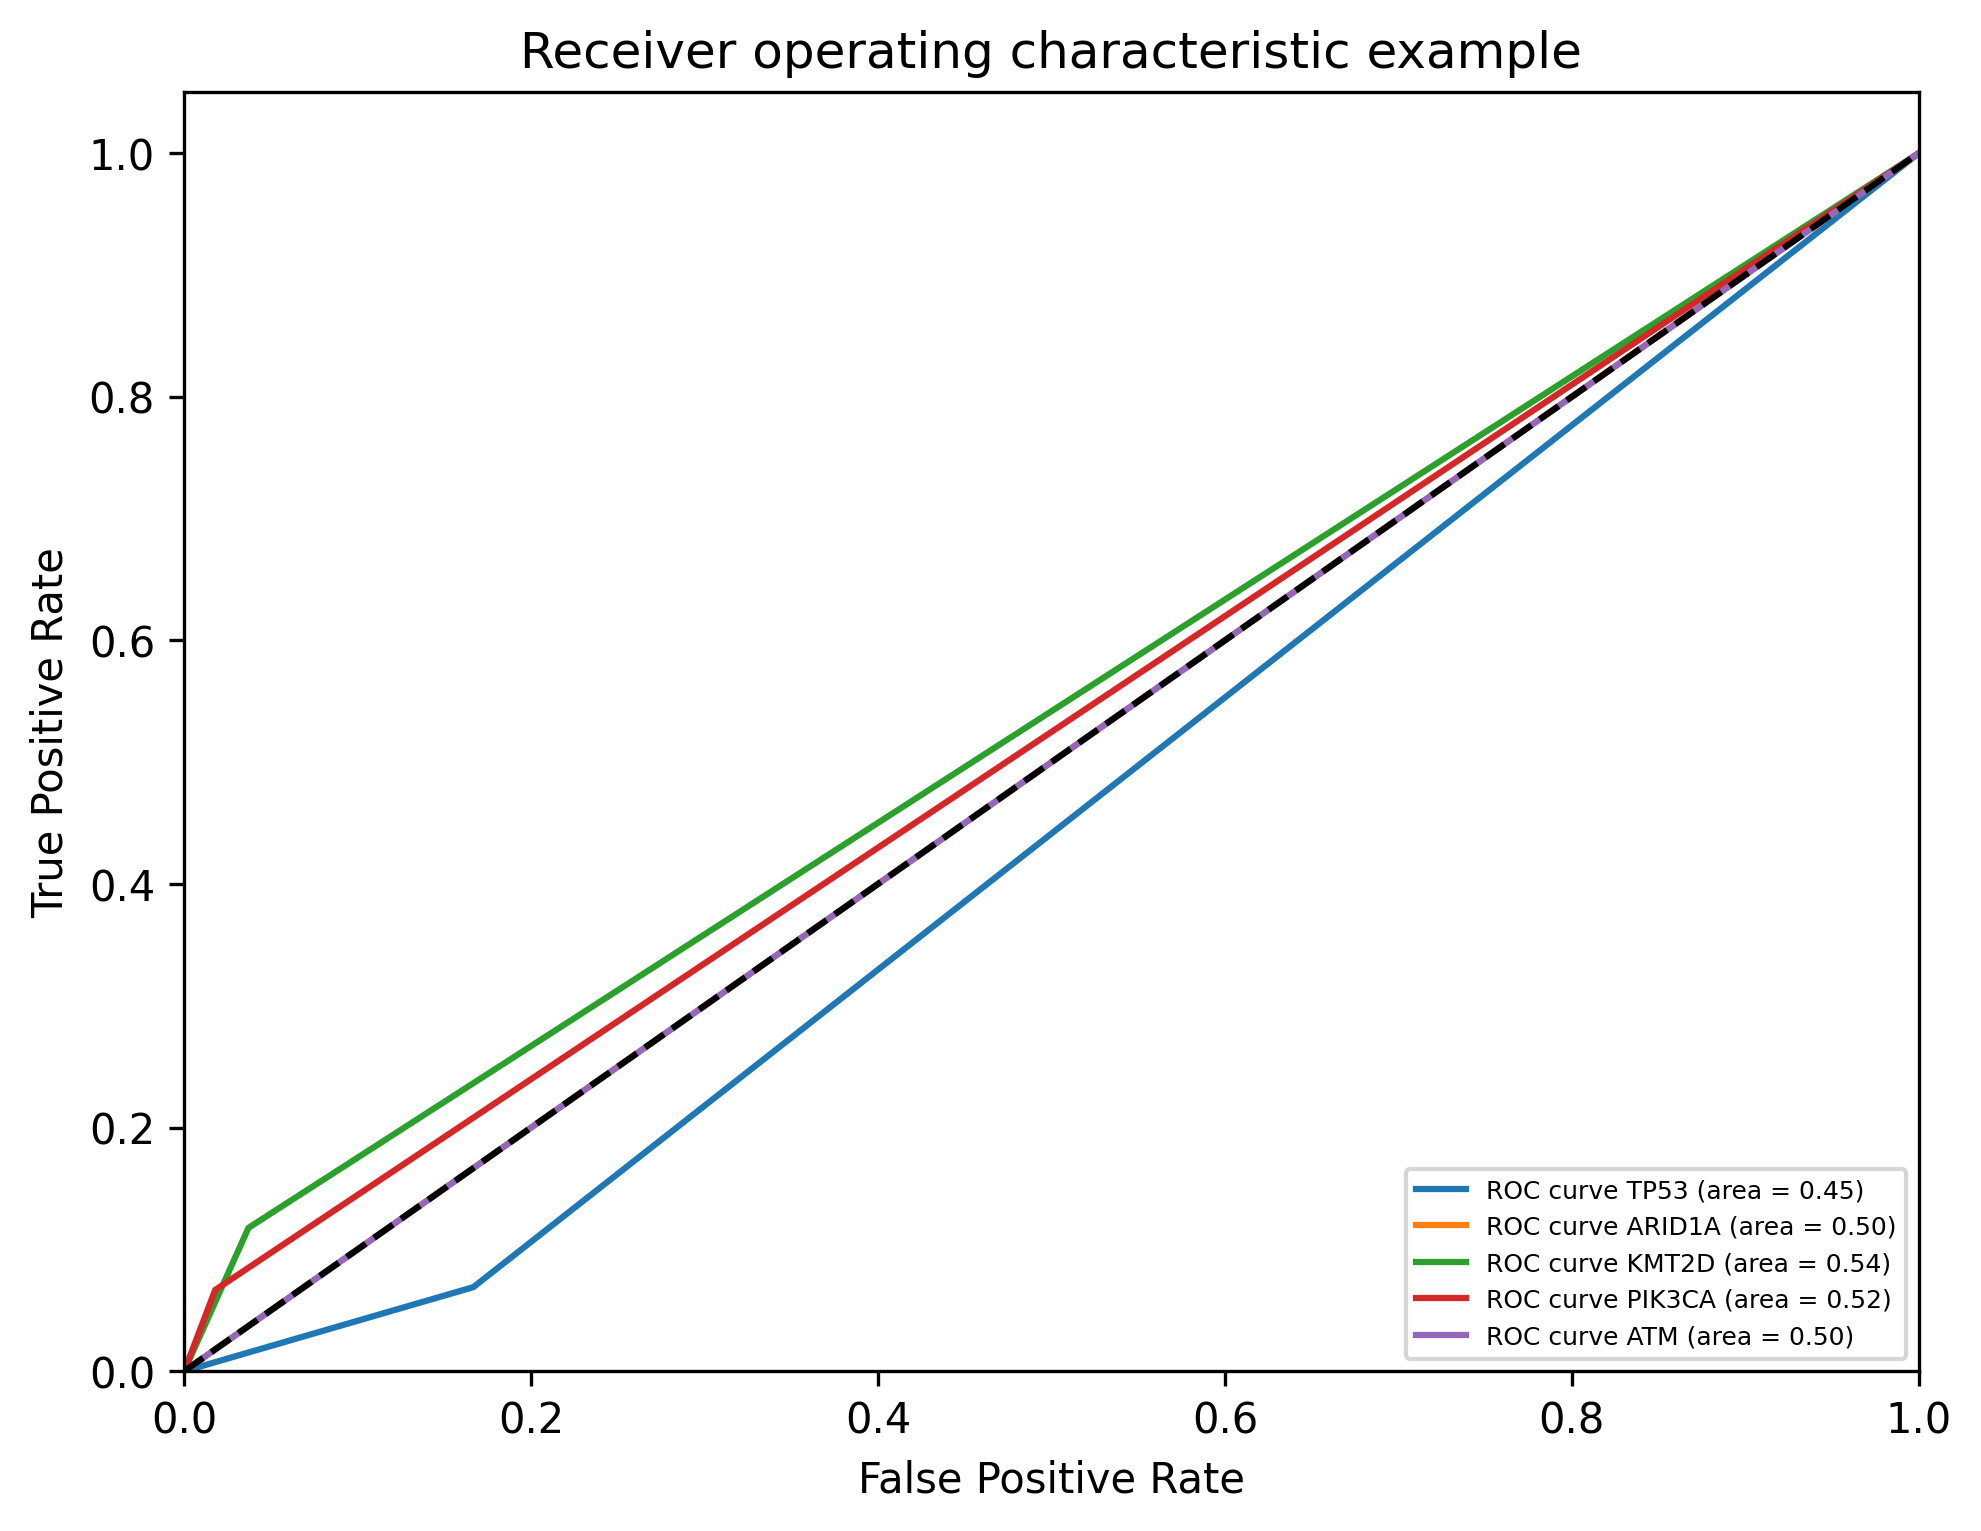 Receiver operating characteristic example
True Positive Rate
1.0
0.8
0.6
0.4
0.2
0.0
ROC curve TP53 (area = 0.45)
ROC curve ARID1A (area = 0.50)
ROC curve KMT2D (area = 0.54)
ROC curve PIK3CA (area = 0.52)
ROC curve ATM (area = 0.50)
0.0 0.2 0.4 0.6 0.8 1.0
False Positive Rate